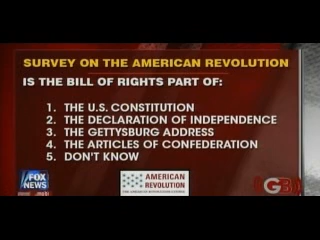 SURVEY ON THE AMERICAN REVOLUTION
IS THE BILL OF RIGHTS PART OF:
1. THE U.S. CONSTITUTION
2. THE DECLARATION OF INDEPENDENCE
3. THE GETTYSBURG ADDRESS
4. THE ARTICLES OF CONFEDERATION
5. DON'T KNOW
FOX
NEWS
AMERICAN
REVOLUTION
GB